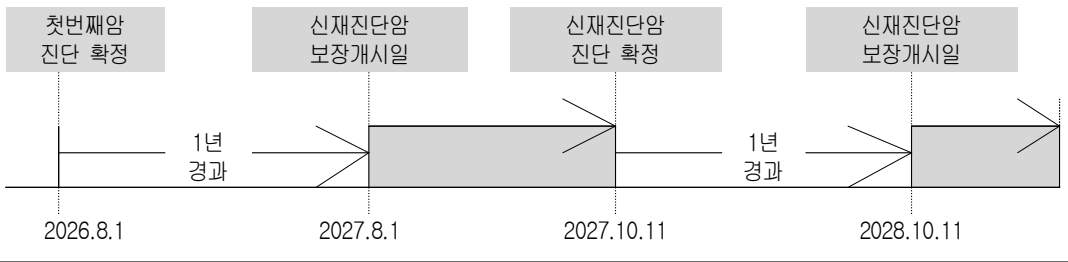 첫번째암
진단 확정
신재진단암
보장개시일
신재진단암
진단 확정
신재진단암
보장개시일
1년
경과
1년
경과
2026.8.1
2027.8.1
2027.10.11
2028.10.11